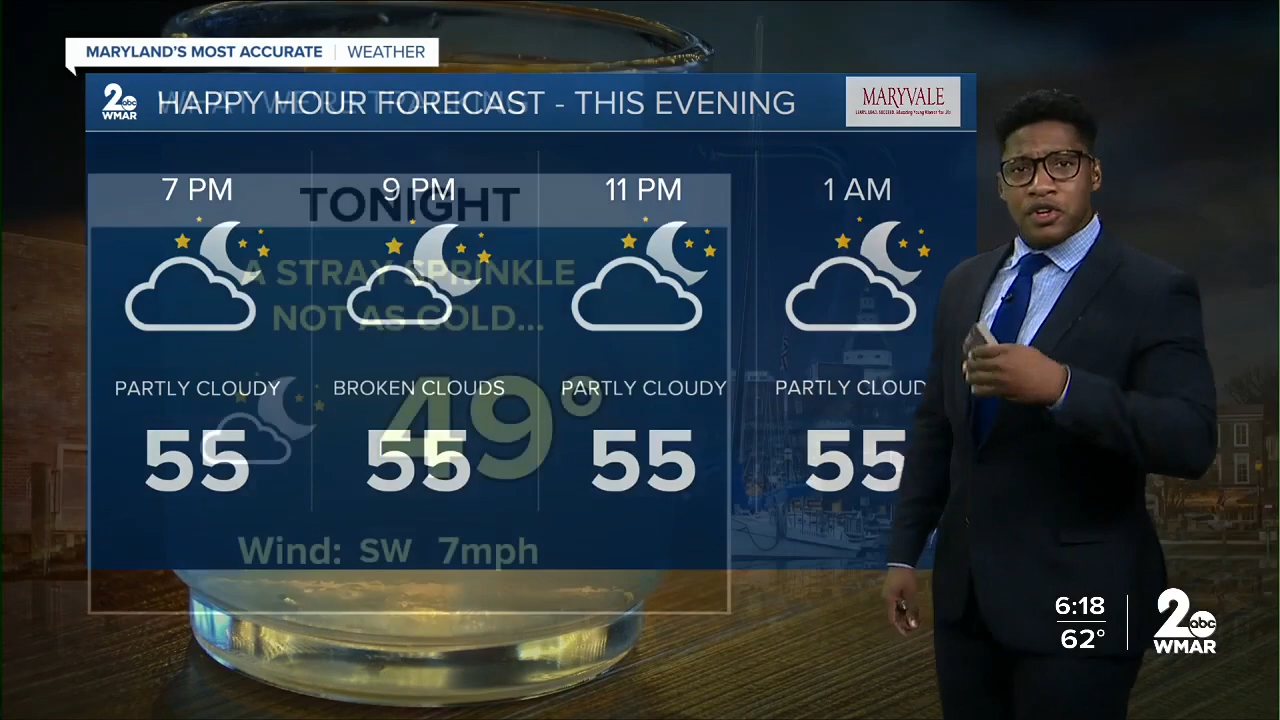 MARYLAND'S MOST ACCURATE | WEATHER
2 abc WMAR
HAPPY HOUR FORECAST - THIS EVENING
MARYVALE
7 PM
9 PM
11 PM
1 AM
TONIGHT
A STRAY SPRINKLE
NOT AS COLD...
PARTLY CLOUDY
BROKEN CLOUDS
PARTLY CLOUDY
PARTLY CLOUD
49°
55
55
55
55
Wind: SW 7mph
6:18
62°
2 abc
WMAR